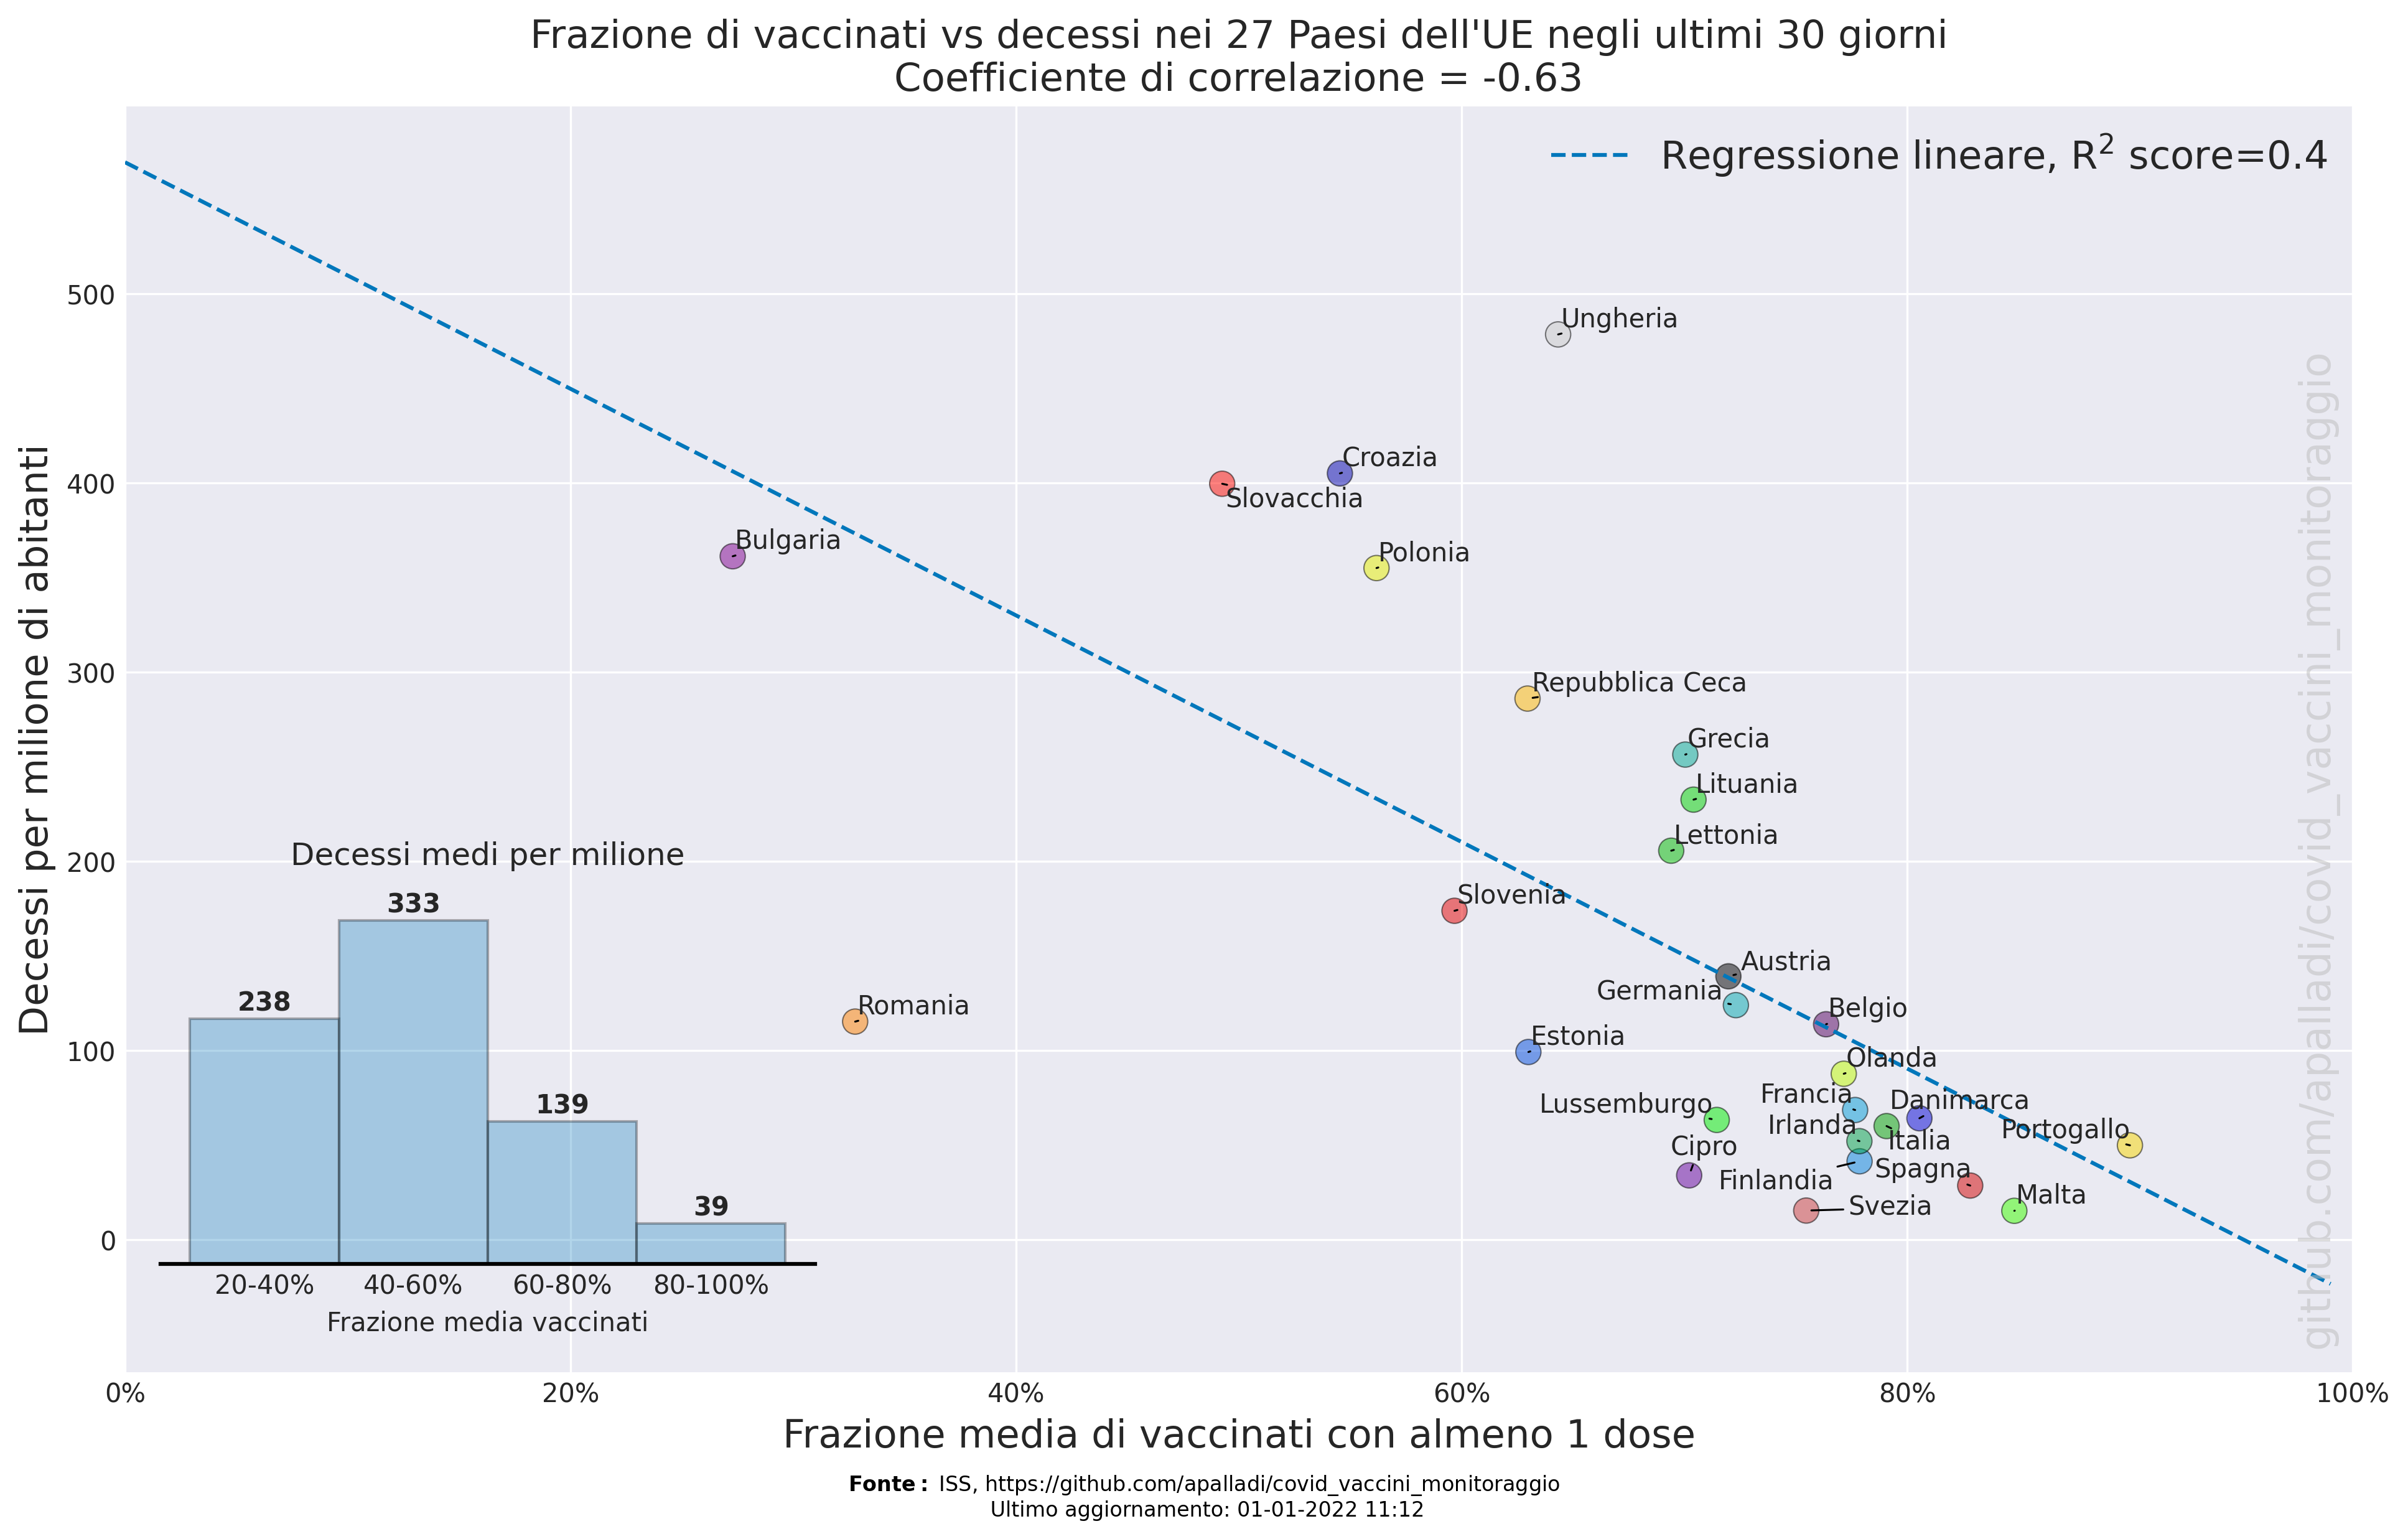 Frazione di vaccinati vs decessi nei 27 Paesi dell'UE negli ultimi 30 giorni
Coefficiente di correlazione = -0.63
Regressione lineare, R² score=0.4
Decessi per milione di abitanti
500
400
300
200
100
0
Ungheria
Croazia
Slovacchia
Bulgaria
Polonia
Repubblica Ceca
Grecia
Lituania
Lettonia
Slovenia
Austria
Germania
Romania
Belgio
Estonia
Olanda
Francia
Danimarca
Lussemburgo
Irlanda
Italia
Portogallo
Cipro
Finlandia
Spagna
Svezia
Malta
Decessi medi per milione
333
238
139
39
20-40% 40-60% 60-80% 80-100%
Frazione media vaccinati
github.com/apalladi/covid_vaccini_monitoraggio
0% 20% 40% 60% 80% 100%
Frazione media di vaccinati con almeno 1 dose
Fonte: ISS, https://github.com/apalladi/covid_vaccini_monitoraggio
Ultimo aggiornamento: 01-01-2022 11:12